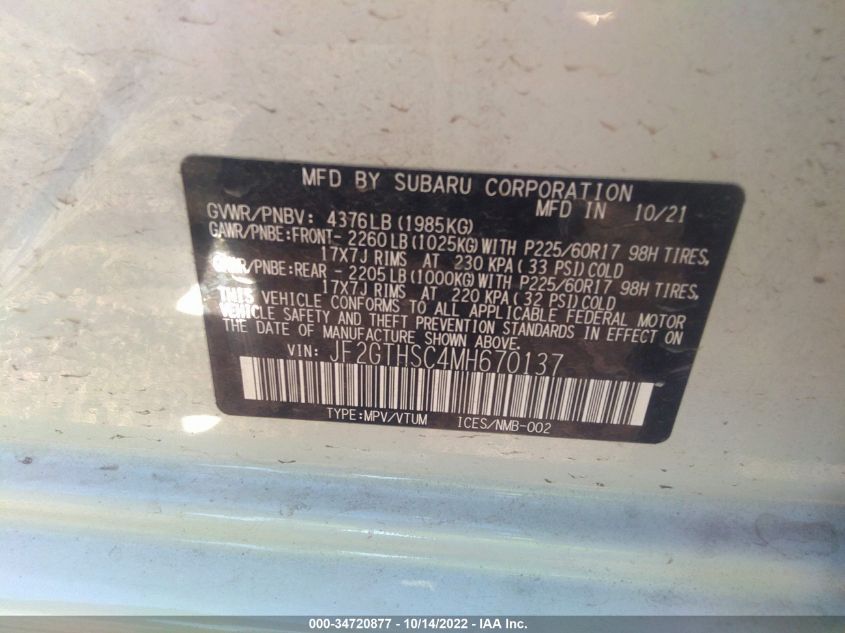 MFD BY SUBARU CORPORATION
MFD IN 10/21
GVWR/PNBV: 4376LB (1985KG)
GAWR/PNBE:FRONT- 2260LB (1025KG) WITH P225/60R17 98H TIRES,
17X7J RIMS AT 230 KPA( 33 PSI)COLD
GAWR/PNBE:REAR - 2205LB (1000KG) WITH P225/60R17 98H TIRES,
17X7J RIMS AT 220 KPA( 32 PSI)COLD
THIS VEHICLE CONFORMS TO ALL APPLICABLE FEDERAL MOTOR
VEHICLE SAFETY AND THEFT PREVENTION STANDARDS IN EFFECT ON
THE DATE OF MANUFACTURE SHOWN ABOVE.
VIN: JF2GTHSC4MH670137
TYPE:MPV/VTUM ICES/NMB-002
000-34720877 - 10/14/2022 - IAA Inc.